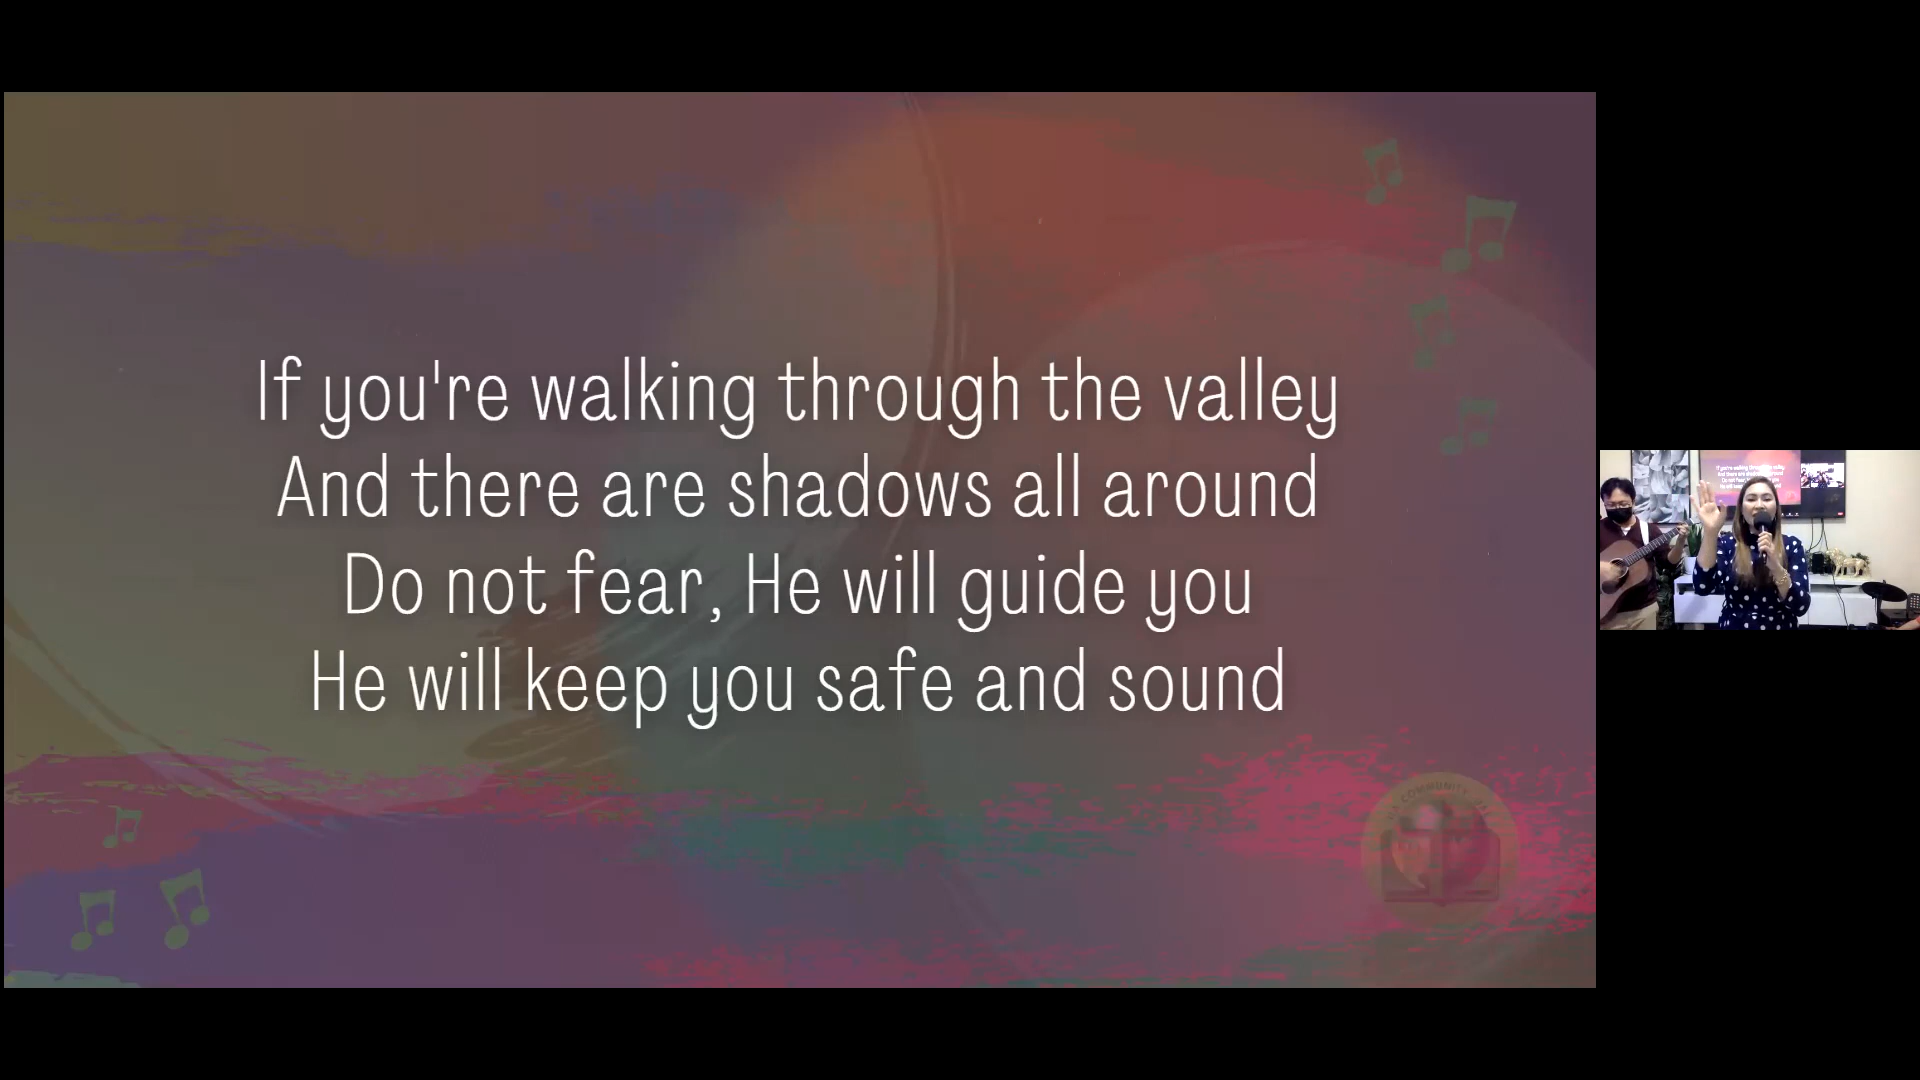 If you're walking through the valley
And there are shadows all around
Do not fear, He will guide you
He will keep you safe and sound
COMMUNITY